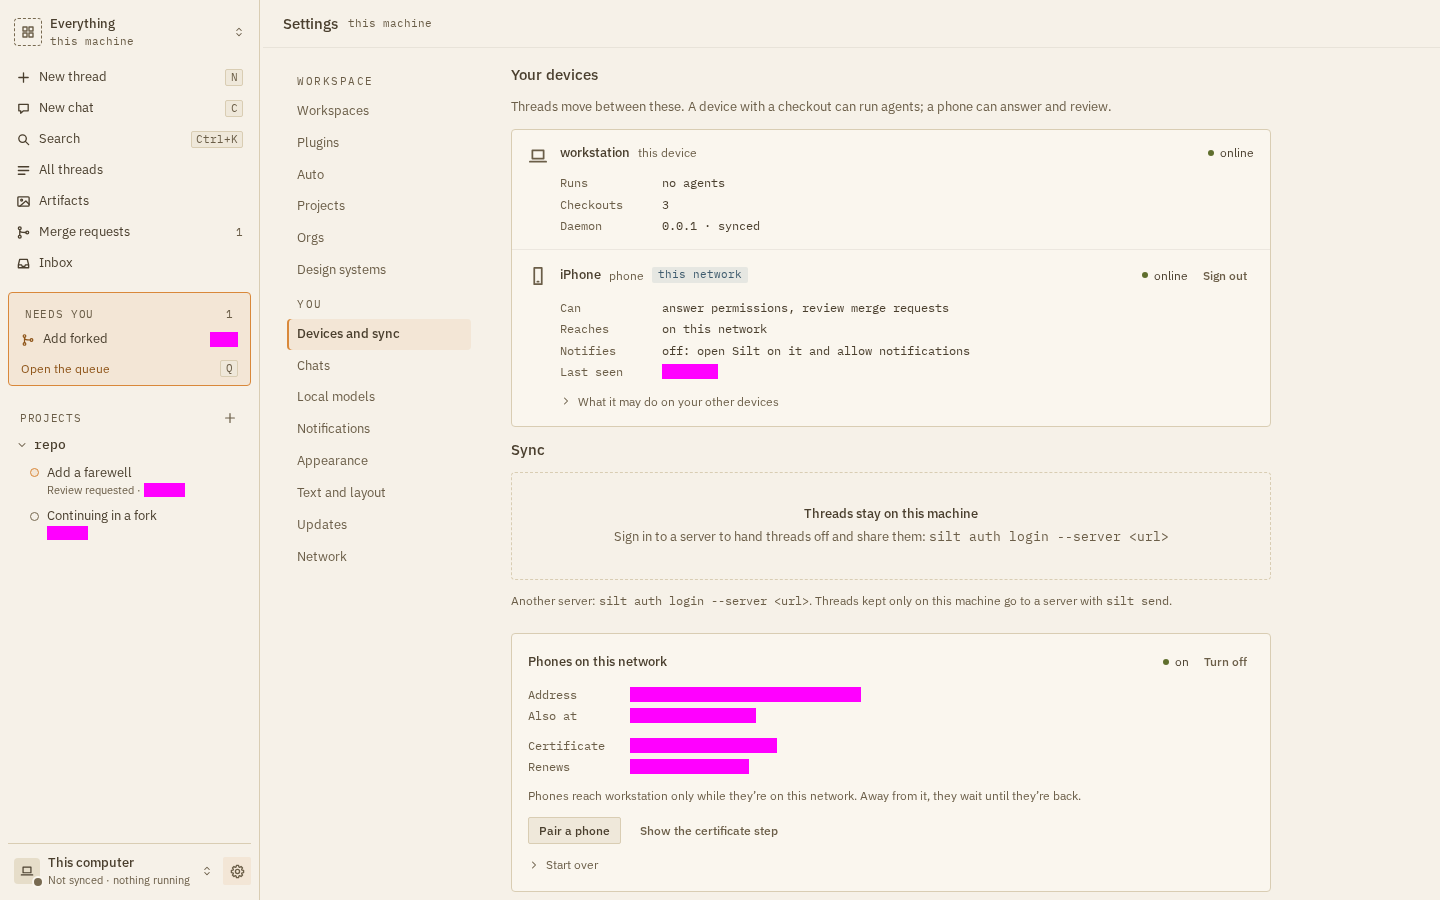 Everything
this machine
New thread N
New chat C
Search Ctrl+K
All threads
Artifacts
Merge requests 1
Inbox
NEEDS YOU 1
Add forked
Open the queue Q
PROJECTS
repo
Add a farewell
Review requested ·
Continuing in a fork
This computer
Not synced · nothing running
Settings this machine
WORKSPACE
Workspaces
Plugins
Auto
Projects
Orgs
Design systems
YOU
Devices and sync
Chats
Local models
Notifications
Appearance
Text and layout
Updates
Network
Your devices
Threads move between these. A device with a checkout can run agents; a phone can answer and review.
workstation this device online
Runs no agents
Checkouts 3
Daemon 0.0.1 · synced
iPhone phone this network online Sign out
Can answer permissions, review merge requests
Reaches on this network
Notifies off: open Silt on it and allow notifications
Last seen
What it may do on your other devices
Sync
Threads stay on this machine
Sign in to a server to hand threads off and share them: silt auth login --server <url>
Another server: silt auth login --server <url>. Threads kept only on this machine go to a server with silt send.
Phones on this network on Turn off
Address
Also at
Certificate
Renews
Phones reach workstation only while they’re on this network. Away from it, they wait until they’re back.
Pair a phone Show the certificate step
Start over